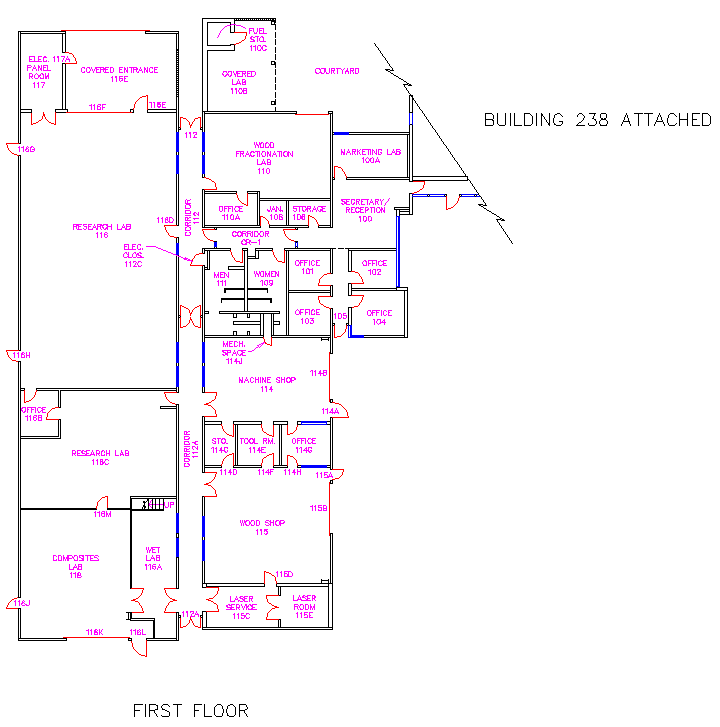 FUEL
STO.
110C
ELEC.
PANEL
ROOM
117
117A
COVERED ENTRANCE
116E
COVERED
LAB
110B
COURTYARD
116F
116E
BUILDING 238 ATTACHED
112
116G
WOOD
FRACTIONATION
LAB
110
MARKETING LAB
100A
CORRIDOR
112
OFFICE
110A
JAN.
108
STORAGE
106
SECRETARY/
RECEPTION
100
RESEARCH LAB
116
116D
CORRIDOR
CR-1
ELEC.
CLOS.
112C
MEN
111
WOMEN
109
OFFICE
101
OFFICE
102
OFFICE
103
105
OFFICE
104
116H
MECH.
SPACE
114J
MACHINE SHOP
114
114B
OFFICE
116B
114A
CORRIDOR
112A
STO.
114C
TOOL RM.
114E
OFFICE
114G
RESEARCH LAB
116C
114D
114F
114H
115A
UP
116M
115B
WOOD SHOP
115
COMPOSITES
LAB
118
WET
LAB
116A
115D
116J
LASER
SERVICE
115C
LASER
ROOM
115E
112A
116K
116L
FIRST FLOOR